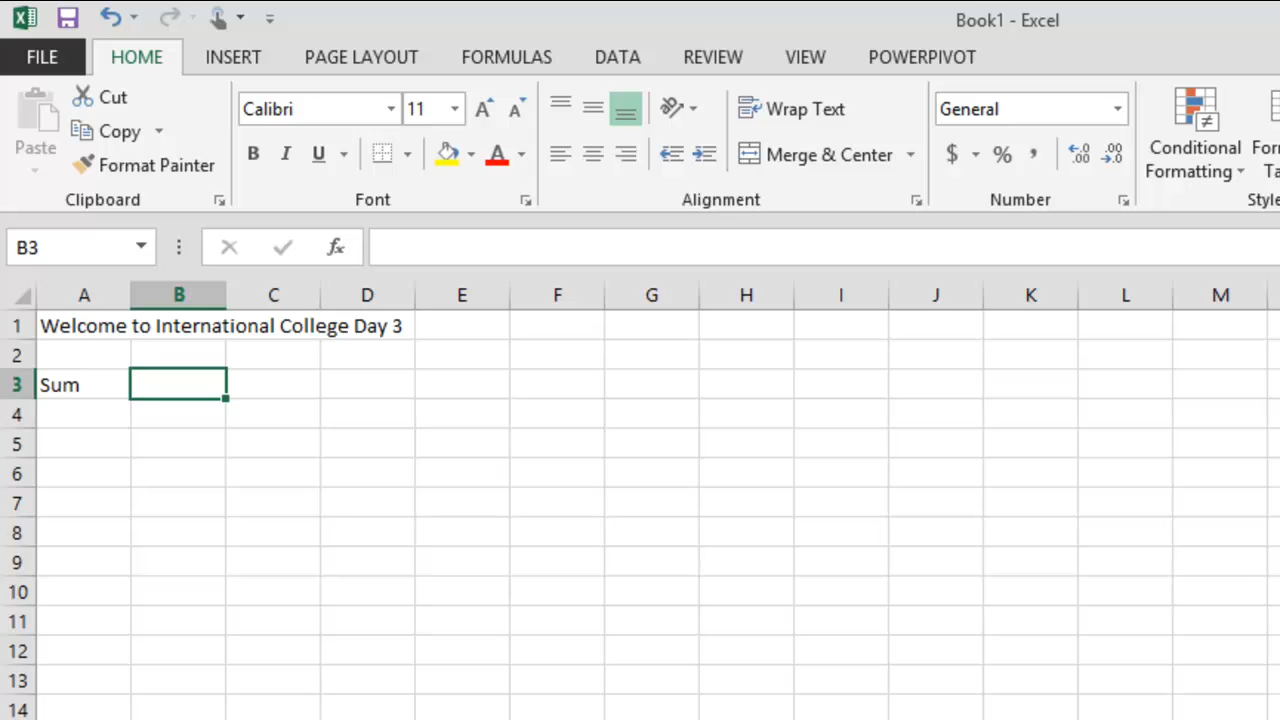 Book1 - Excel
FILE HOME INSERT PAGE LAYOUT FORMULAS DATA REVIEW VIEW POWERPIVOT
Paste
Cut
Copy
Format Painter
Clipboard
Calibri 11
B I U
Font
Wrap Text
Merge & Center
Alignment
General
$ % ,
Number
Conditional
Formatting
B3
fx
A B C D E F G H I J K L M
1 Welcome to International College Day 3
2
3 Sum
4
5
6
7
8
9
10
11
12
13
14